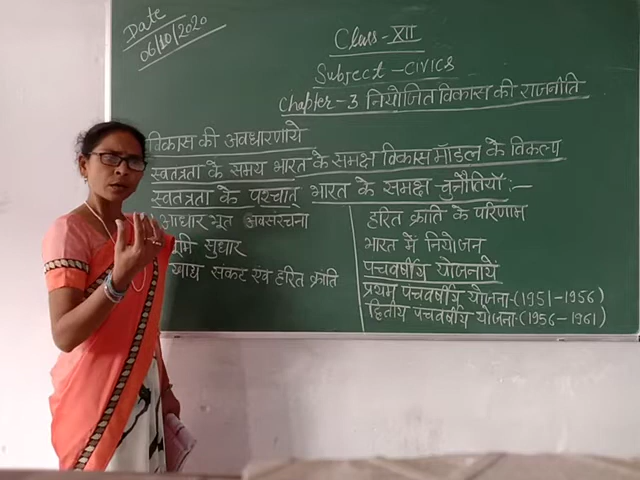 Date
06/10/2020
Class-XII
Subject-CIVICS
Chapter-3 नियोजित विकास की राजनीति
विकास की अवधारणाये
स्वतत्रता के समय भारत के समक्ष विकास मॉडल के विकल्प
स्वतत्रता के पश्चात् भारत के समक्ष चुनौतियाँ:-
आधार भूत अवसंरचना
सुधार
खाद्य संकट एवं हरित क्रांति
हरित क्रांति के परिणाम
भारत में नियोजन
पंचवर्षीय योजनायें
प्रथम पंचवर्षीय योजना-(1951-1956)
द्वितीय पंचवर्षीय योजना-(1956-1961)